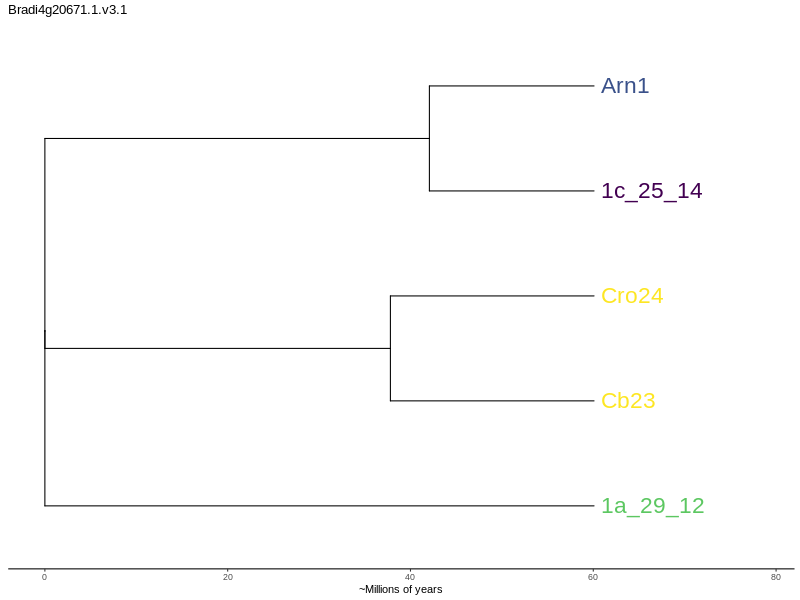 Bradi4g20671.1.v3.1
Arn1
1c_25_14
Cro24
Cb23
1a_29_12
0 20 40 60 80
~Millions of years